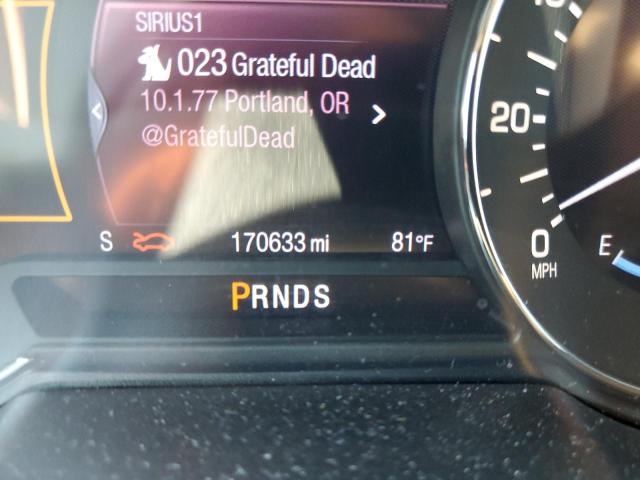 SIRIUS1
023 Grateful Dead
10.1.77 Portland, OR
@GratefulDead
S 170633 mi 81°F
PRNDS
20
0
MPH
E